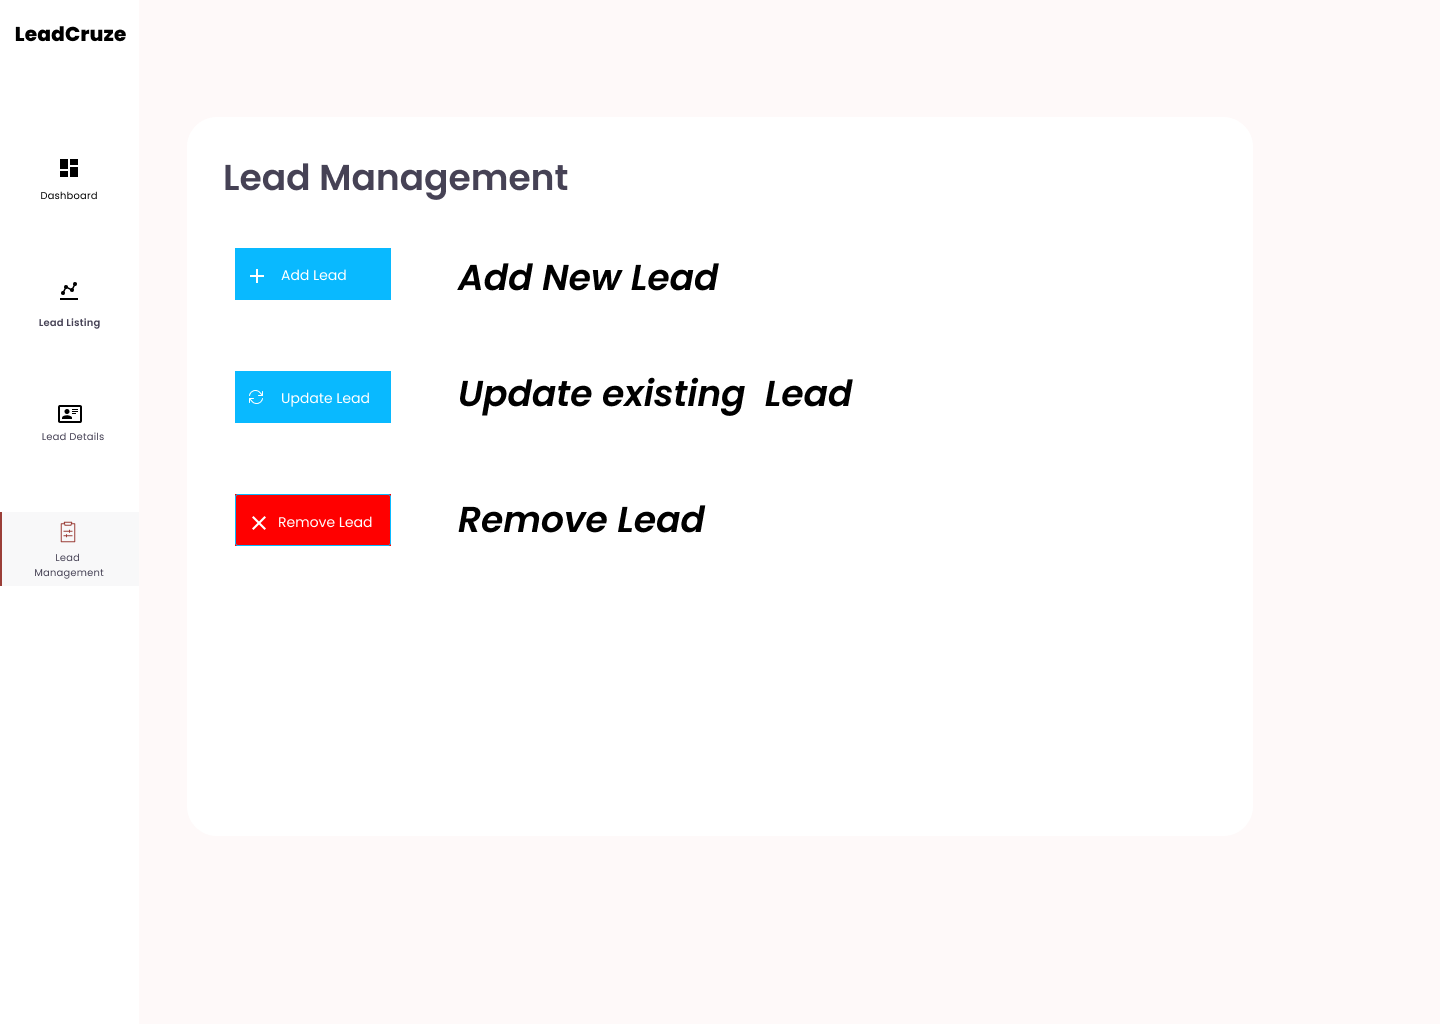 LeadCruze
Dashboard
Lead Listing
Lead Details
Lead
Management
Lead Management
Add Lead
Add New Lead
Update Lead
Update existing  Lead
Remove Lead
Remove Lead